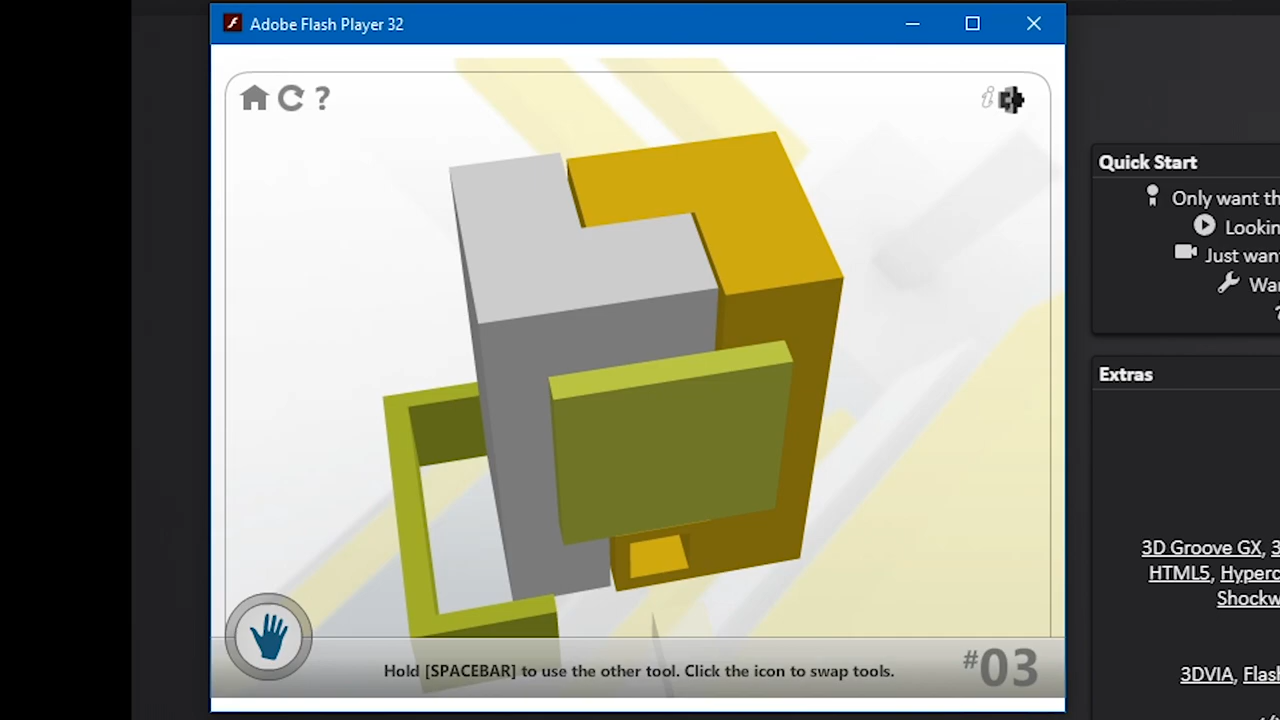 Adobe Flash Player 32
?
i
Quick Start
Only want th
Lookin
Just wan
Wa
?
Extras
3D Groove GX, 3
HTML5, Hyperc
Shockw
3DVIA, Flas
Hold [SPACEBAR] to use the other tool. Click the icon to swap tools.
#03